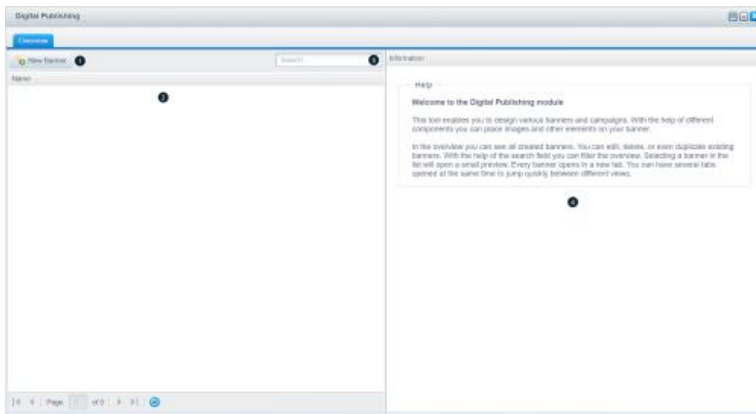 Digital Publishing
Overview
New Banner 1
Search... 3
Name
2
Information
Help
Welcome to the Digital Publishing module
This tool enables you to design various banners and campaigns. With the help of different
components you can place images and other elements on your banner.
In the overview you can see all created banners. You can edit, delete, or even duplicate existing
banners. With the help of the search field you can filter the overview. Selecting a banner in the
list will open a small preview. Every banner opens in a new tab. You can have several tabs
opened at the same time to jump quickly between different views.
4
Page of 0